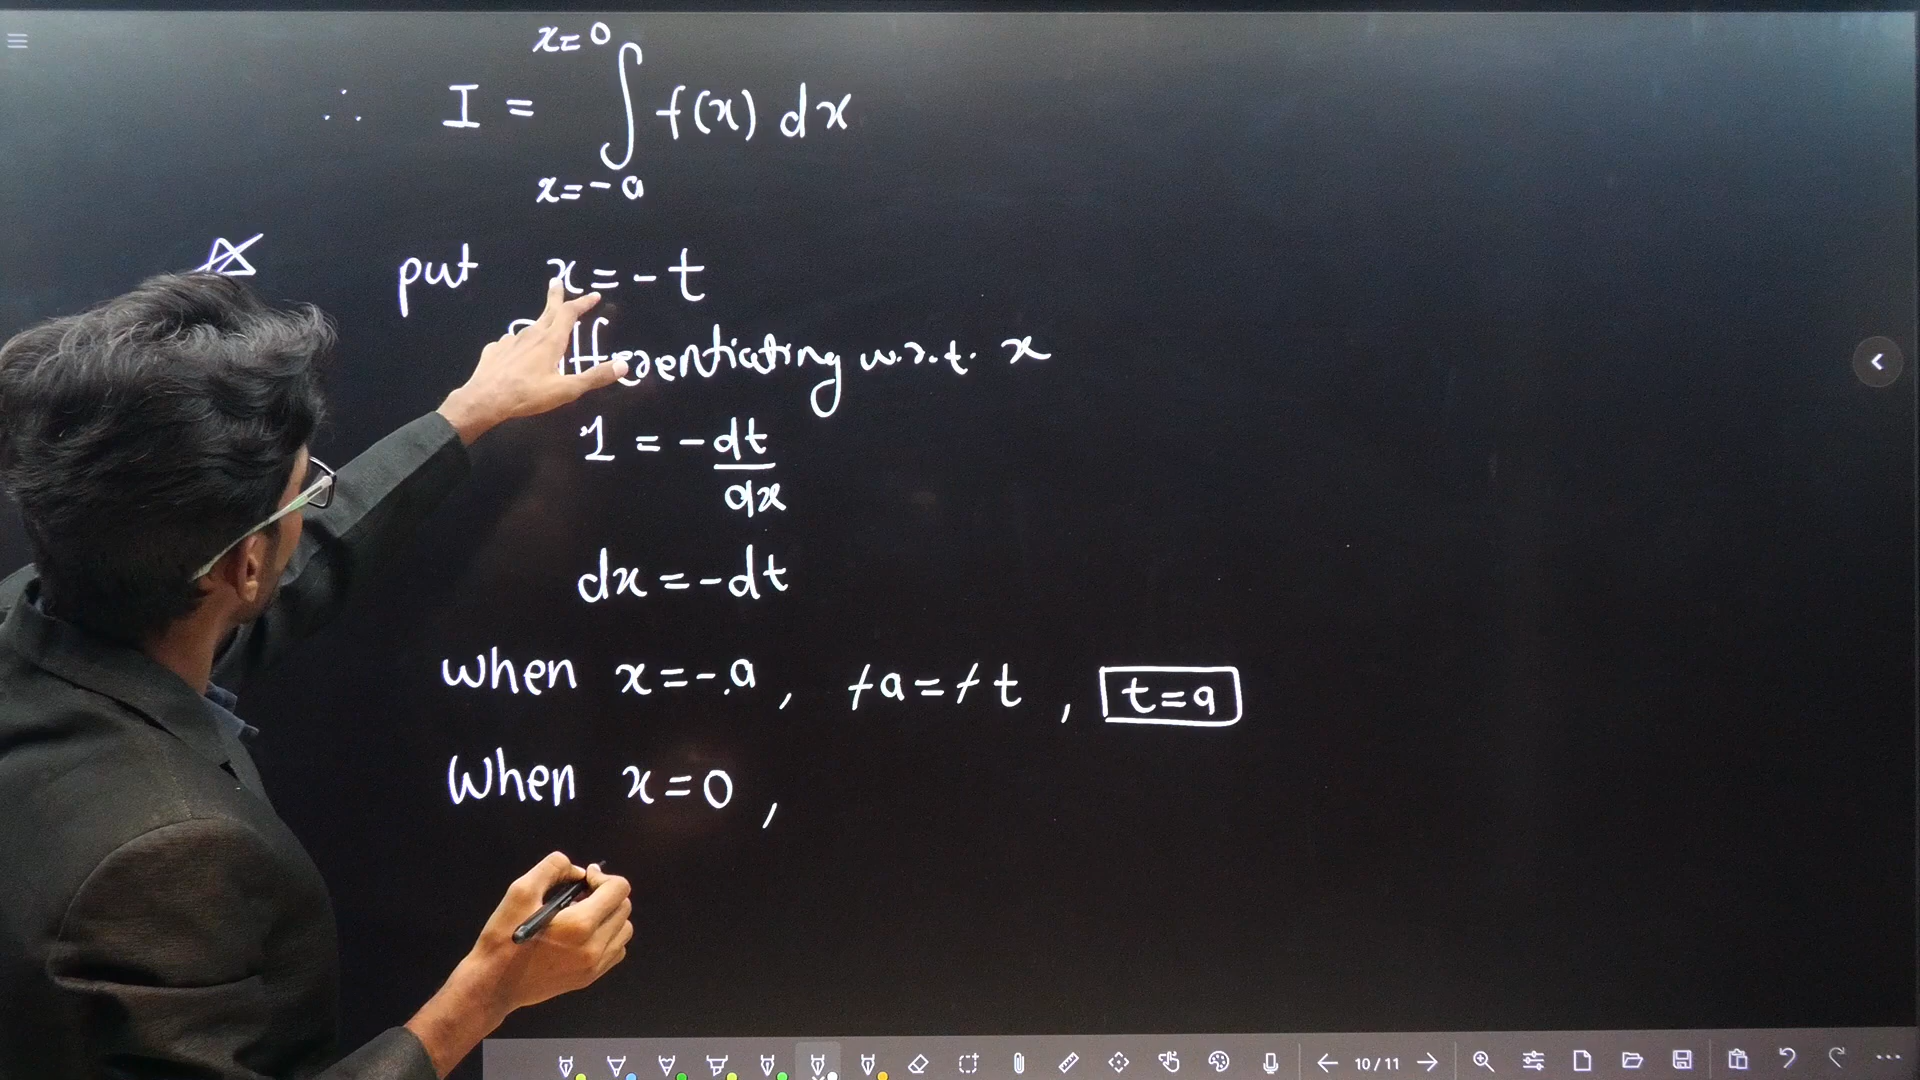 x=0
∴ I = ∫ f(x) dx
x=-a
put x=-t
Differentiating w.r.t. x
1 = -dt/dx
dx=-dt
when x=-a, -a=-t, t=a
When x=0,
10/11